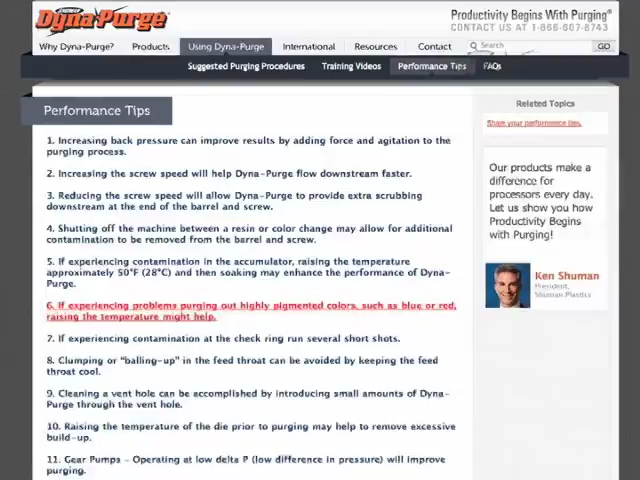 SHUMAN
Dyna-Purge
Productivity Begins With Purging®
CONTACT US AT 1-866-607-8743
Why Dyna-Purge? Products Using Dyna-Purge International Resources Contact Search GO
Suggested Purging Procedures Training Videos Performance Tips FAQs
Performance Tips
1. Increasing back pressure can improve results by adding force and agitation to the
purging process.
2. Increasing the screw speed will help Dyna-Purge flow downstream faster.
3. Reducing the screw speed will allow Dyna-Purge to provide extra scrubbing
downstream at the end of the barrel and screw.
4. Shutting off the machine between a resin or color change may allow for additional
contamination to be removed from the barrel and screw.
5. If experiencing contamination in the accumulator, raising the temperature
approximately 50°F (28°C) and then soaking may enhance the performance of Dyna-
Purge.
6. If experiencing problems purging out highly pigmented colors, such as blue or red,
raising the temperature might help.
7. If experiencing contamination at the check ring run several short shots.
8. Clumping or “balling-up” in the feed throat can be avoided by keeping the feed
throat cool.
9. Cleaning a vent hole can be accomplished by introducing small amounts of Dyna-
Purge through the vent hole.
10. Raising the temperature of the die prior to purging may help to remove excessive
build-up.
11. Gear Pumps - Operating at low delta P (low difference in pressure) will improve
purging.
Related Topics
Share your performance tips.
Our products make a
difference for
processors every day.
Let us show you how
Productivity Begins
with Purging!
Ken Shuman
President,
Shuman Plastics